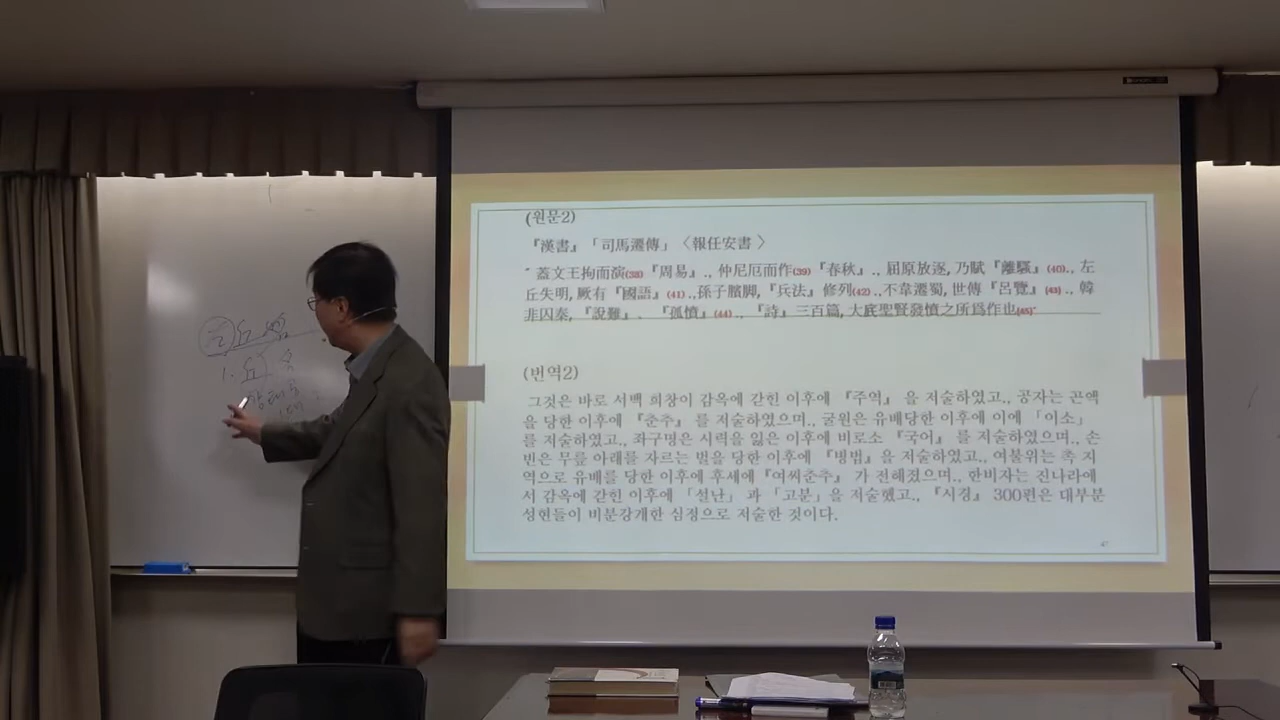 (원문2)
『漢書』「司馬遷傳」〈報任安書 〉
" 蓋文王拘而演(38)『周易』., 仲尼厄而作(39)『春秋』., 屈原放逐, 乃賦『離騷』(40)., 左
丘失明, 厥有『國語』(41).,孫子臏脚,『兵法』修列(42).,不韋遷蜀, 世傳『呂覽』(43)., 韓
非囚秦,『說難』、『孤憤』(44).,『詩』三百篇, 大底聖賢發憤之所爲作也(45)"
(번역2)
그것은 바로 서백 희창이 감옥에 갇힌 이후에 『주역』을 저술하였고., 공자는 곤액
을 당한 이후에 『춘추』 를 저술하였으며., 굴원은 유배당한 이후에 이에 「이소」
를 저술하였고., 좌구명은 시력을 잃은 이후에 비로소 『국어』 를 저술하였으며., 손
빈은 무릎 아래를 자르는 벌을 당한 이후에 『병법』을 저술하였고., 여불위는 촉 지
역으로 유배를 당한 이후에 후세에『여씨춘추』 가 전해졌으며., 한비자는 진나라에
서 감옥에 갇힌 이후에「설난」과「고분」을 저술했고.,『시경』 300편은 대부분
성현들이 비분강개한 심정으로 저술한 것이다.
47